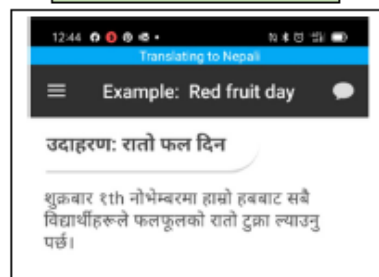 12:44
Translating to Nepali
Example: Red fruit day
उदाहरण: रातो फल दिन
शुक्रबार १th नोभेम्बरमा हाम्रो हबबाट सबै
विद्यार्थीहरूले फलफूलको रातो टुक्रा ल्याउनु
पर्छ।